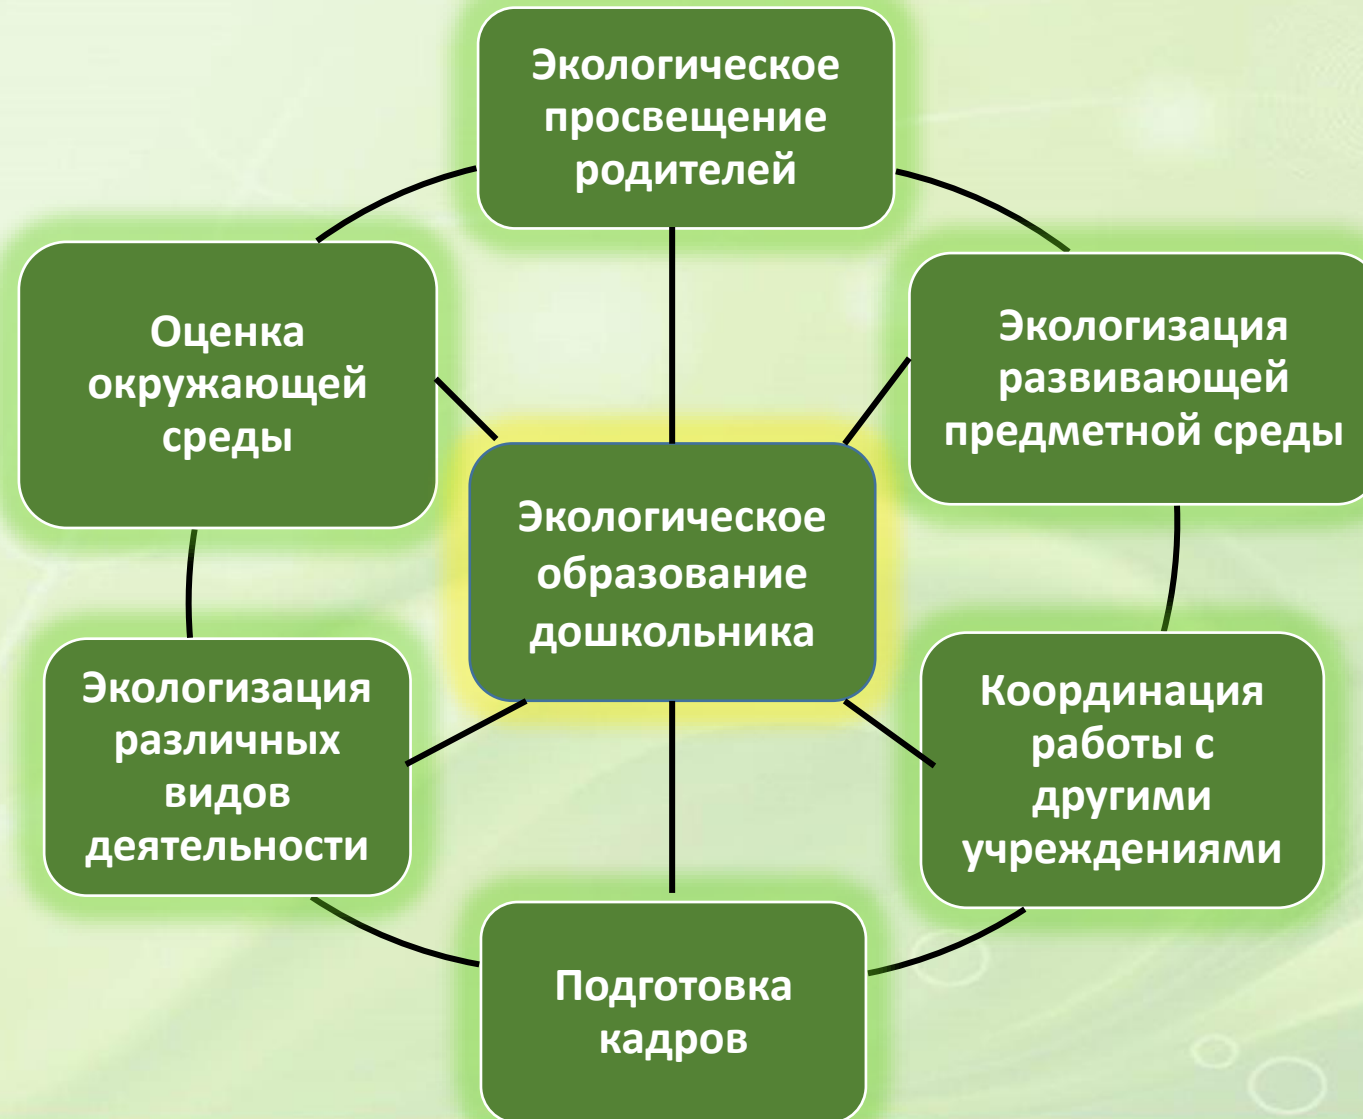 Экологическое
просвещение
родителей
Оценка
окружающей
среды
Экологизация
развивающей
предметной среды
Экологическое
образование
дошкольника
Экологизация
различных
видов
деятельности
Координация
работы с
другими
учреждениями
Подготовка
кадров